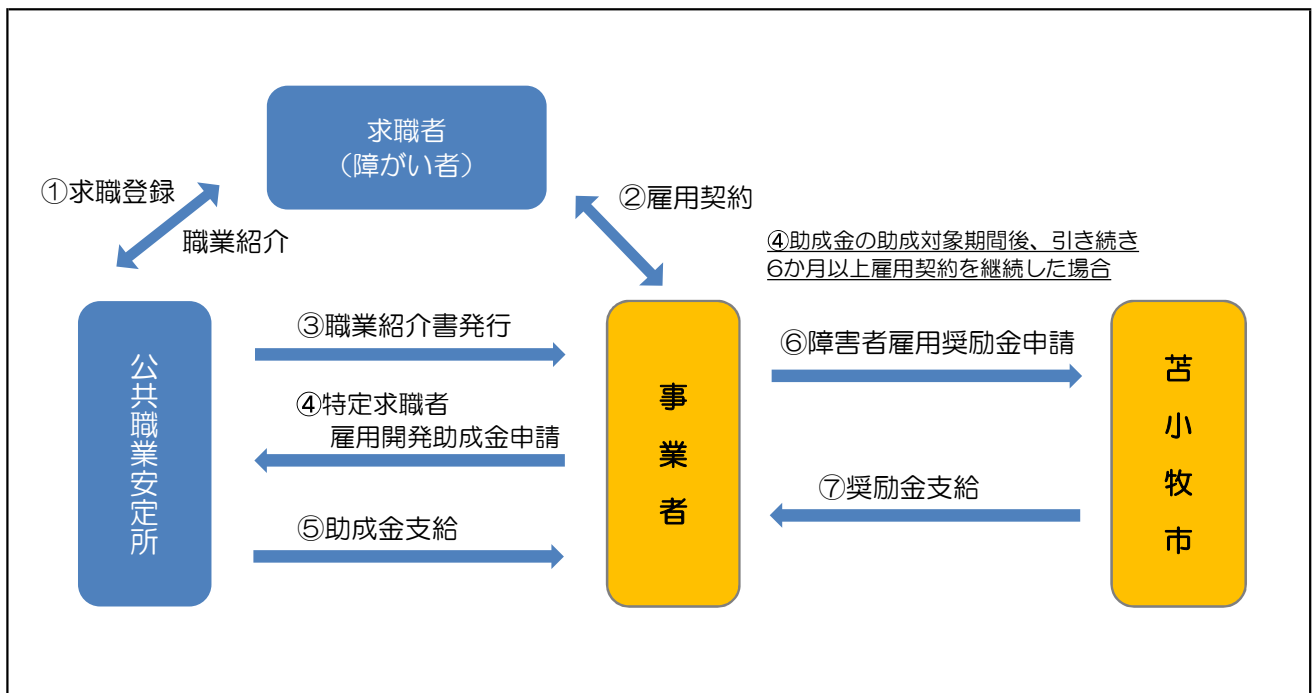 求職者
（障がい者）
①求職登録
職業紹介
②雇用契約
④助成金の助成対象期間後、引き続き
6か月以上雇用契約を継続した場合
公共職業安定所
③職業紹介書発行
④特定求職者
雇用開発助成金申請
⑤助成金支給
事業者
⑥障害者雇用奨励金申請
⑦奨励金支給
苫小牧市